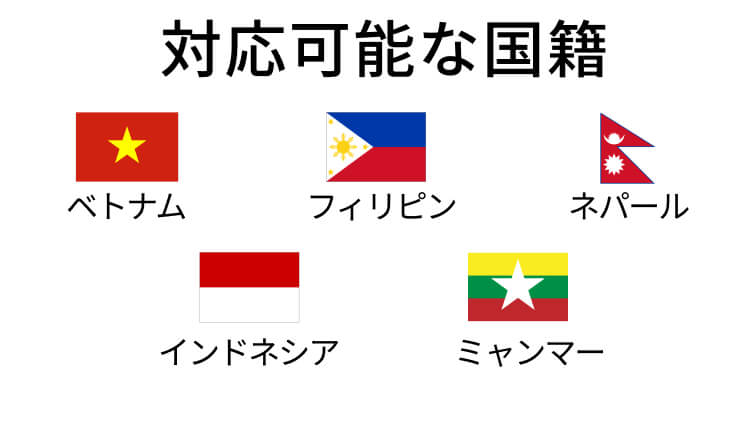 対応可能な国籍
ベトナム
フィリピン
ネパール
インドネシア
ミャンマー